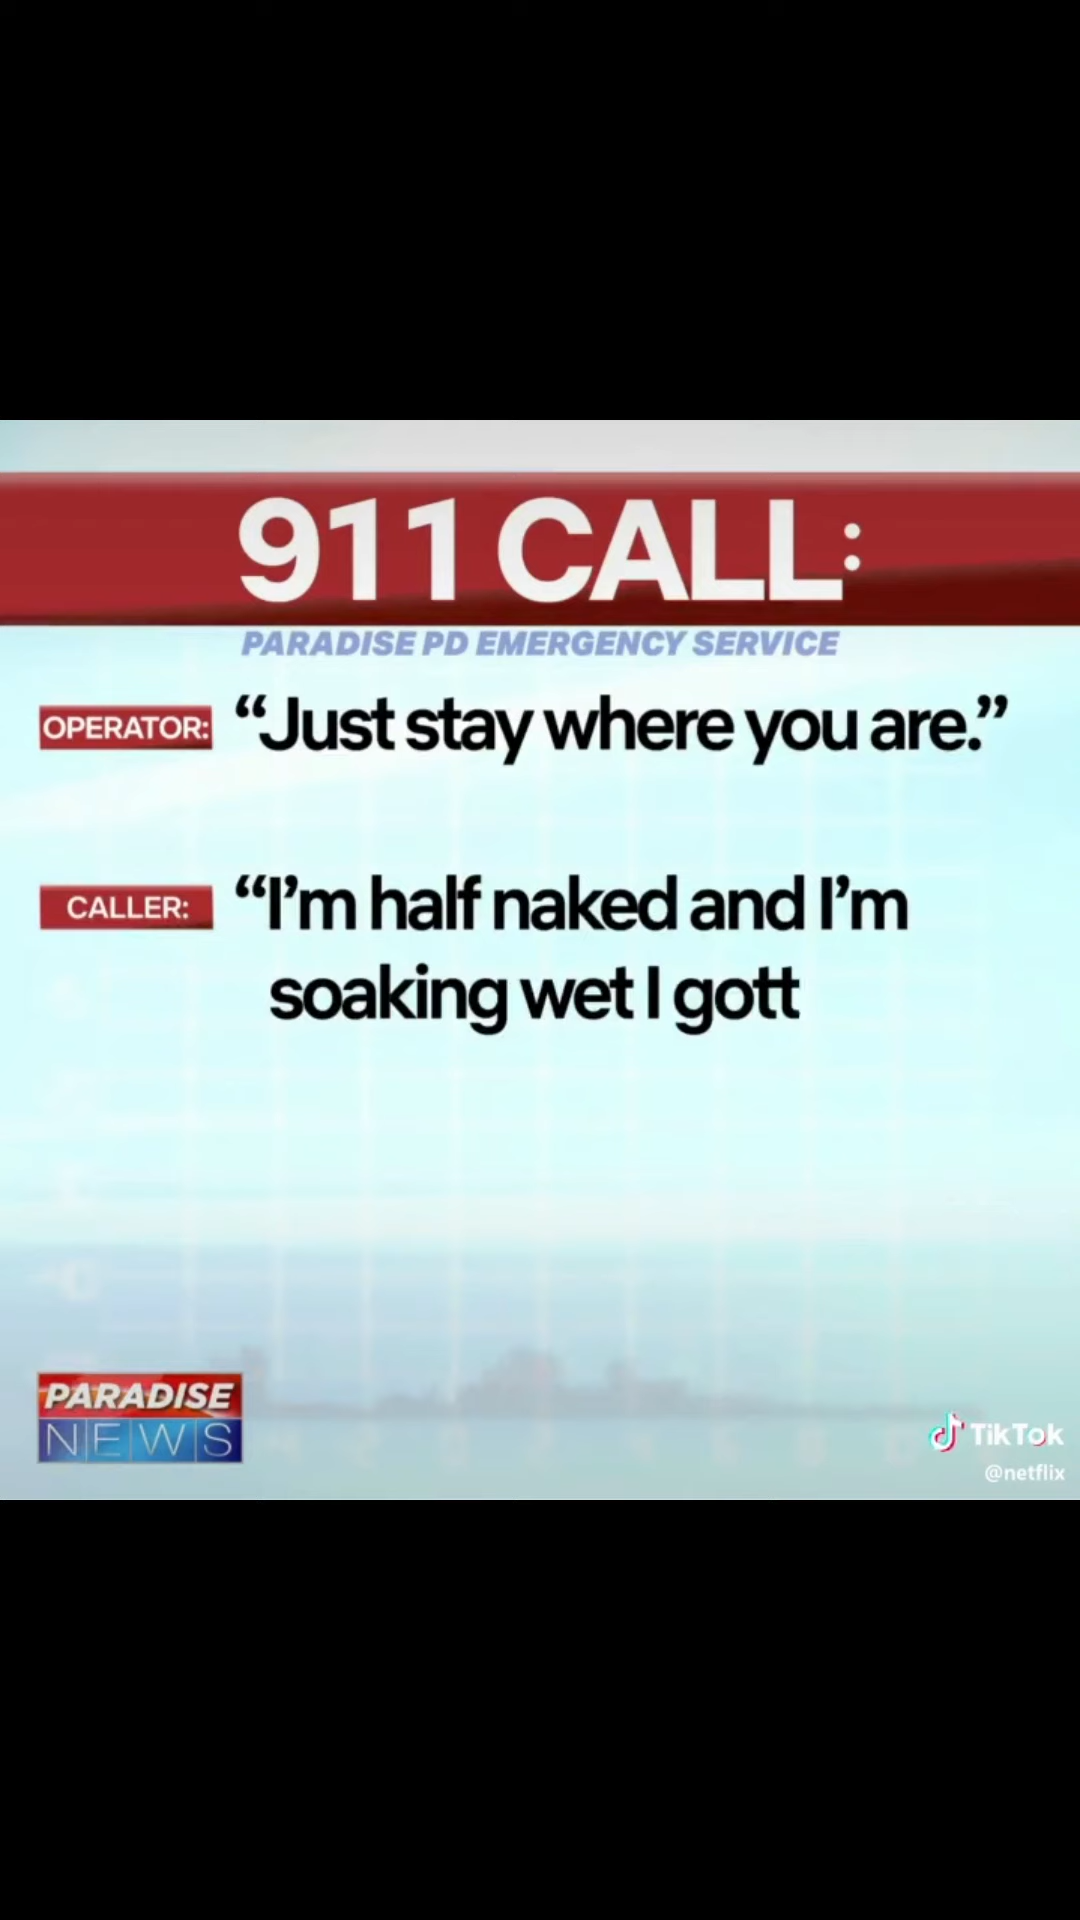 911 CALL:
PARADISE PD EMERGENCY SERVICE
OPERATOR: “Just stay where you are.”
CALLER: “I’m half naked and I’m
soaking wet I gott
PARADISE
NEWS
TikTok
@netflix